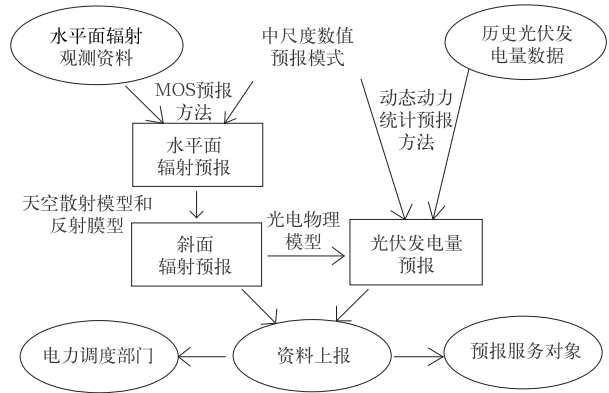 水平面辐射
观测资料
中尺度数值
预报模式
历史光伏发
电量数据
MOS预报
方法
动态动力
统计预报
方法
水平面
辐射预报
天空散射模型和
反射膜型
光电物理
模型
斜面
辐射预报
光伏发电量
预报
电力调度部门
资料上报
预报服务对象